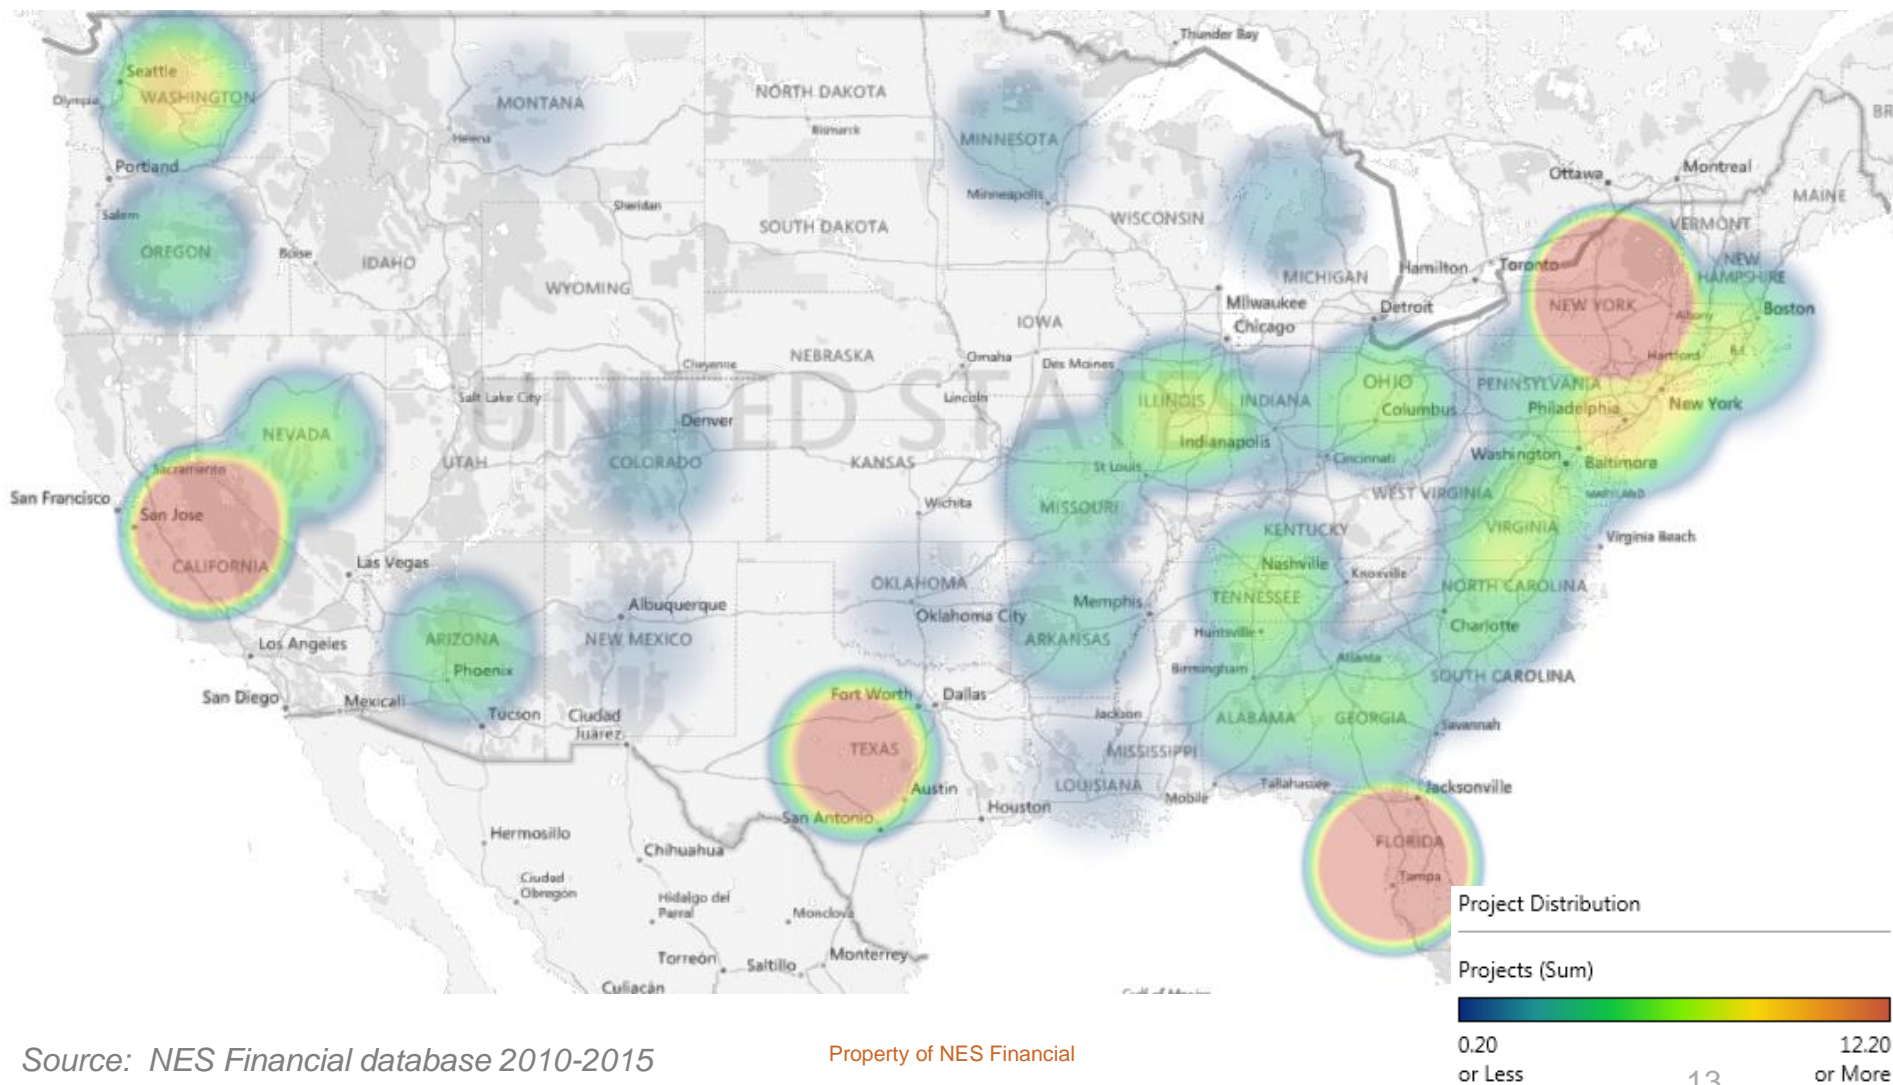 Thunder Bay
Seattle
WASHINGTON
Olympia
MONTANA
Helena
NORTH DAKOTA
Bismarck
MINNESOTA
Minneapolis
Ottawa
Montreal
MAINE
Portland
Salem
OREGON
Boise
IDAHO
Sheridan
SOUTH DAKOTA
WISCONSIN
VERMONT
WYOMING
MICHIGAN
Hamilton
Toronto
NEW
HAMPSHIRE
Milwaukee
Chicago
Detroit
NEW YORK
Albany
Boston
IOWA
Cheyenne
NEBRASKA
Omaha
Des Moines
Hartford
R.I.
Salt Lake City
UNITED STATES
Lincoln
ILLINOIS
INDIANA
OHIO
Columbus
PENNSYLVANIA
Philadelphia
New York
NEVADA
Denver
Indianapolis
Sacramento
UTAH
COLORADO
KANSAS
St Louis
Cincinnati
Washington
Baltimore
MARYLAND
San Francisco
San Jose
Wichita
MISSOURI
WEST VIRGINIA
KENTUCKY
VIRGINIA
Virginia Beach
CALIFORNIA
Las Vegas
OKLAHOMA
Nashville
Knoxville
NORTH CAROLINA
Albuquerque
Oklahoma City
Memphis
TENNESSEE
Charlotte
Los Angeles
ARIZONA
Phoenix
NEW MEXICO
ARKANSAS
Huntsville
Birmingham
Atlanta
SOUTH CAROLINA
San Diego
Mexicali
Tucson
Ciudad
Juárez
Fort Worth
Dallas
Jackson
ALABAMA
GEORGIA
Savannah
TEXAS
MISSISSIPPI
Austin
LOUISIANA
Mobile
Tallahassee
Jacksonville
San Antonio
Houston
Hermosillo
Chihuahua
FLORIDA
Tampa
Ciudad
Obregón
Hidalgo del
Parral
Monclova
Torreón
Saltillo
Monterrey
Culiacán
Project Distribution
Projects (Sum)
0.20
or Less
12.20
or More
Source: NES Financial database 2010-2015
Property of NES Financial
13